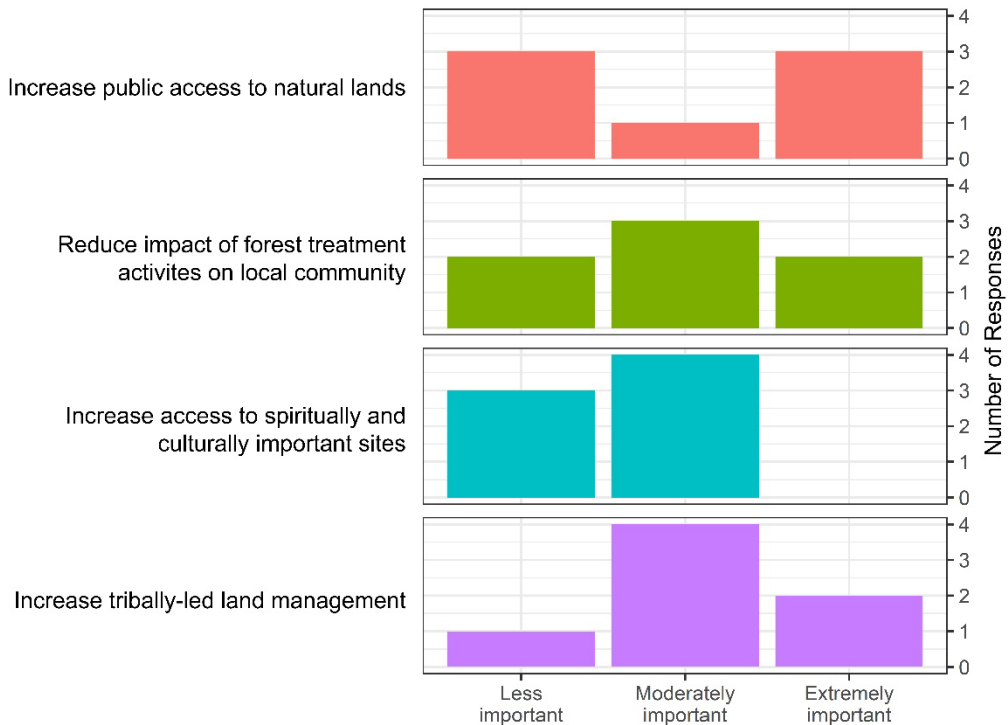 Increase public access to natural lands
4
3
2
1
0
Reduce impact of forest treatment
activites on local community
4
3
2
1
0
Increase access to spiritually and
culturally important sites
4
3
2
1
0
Increase tribally-led land management
4
3
2
1
0
Number of Responses
Less
important
Moderately
important
Extremely
important